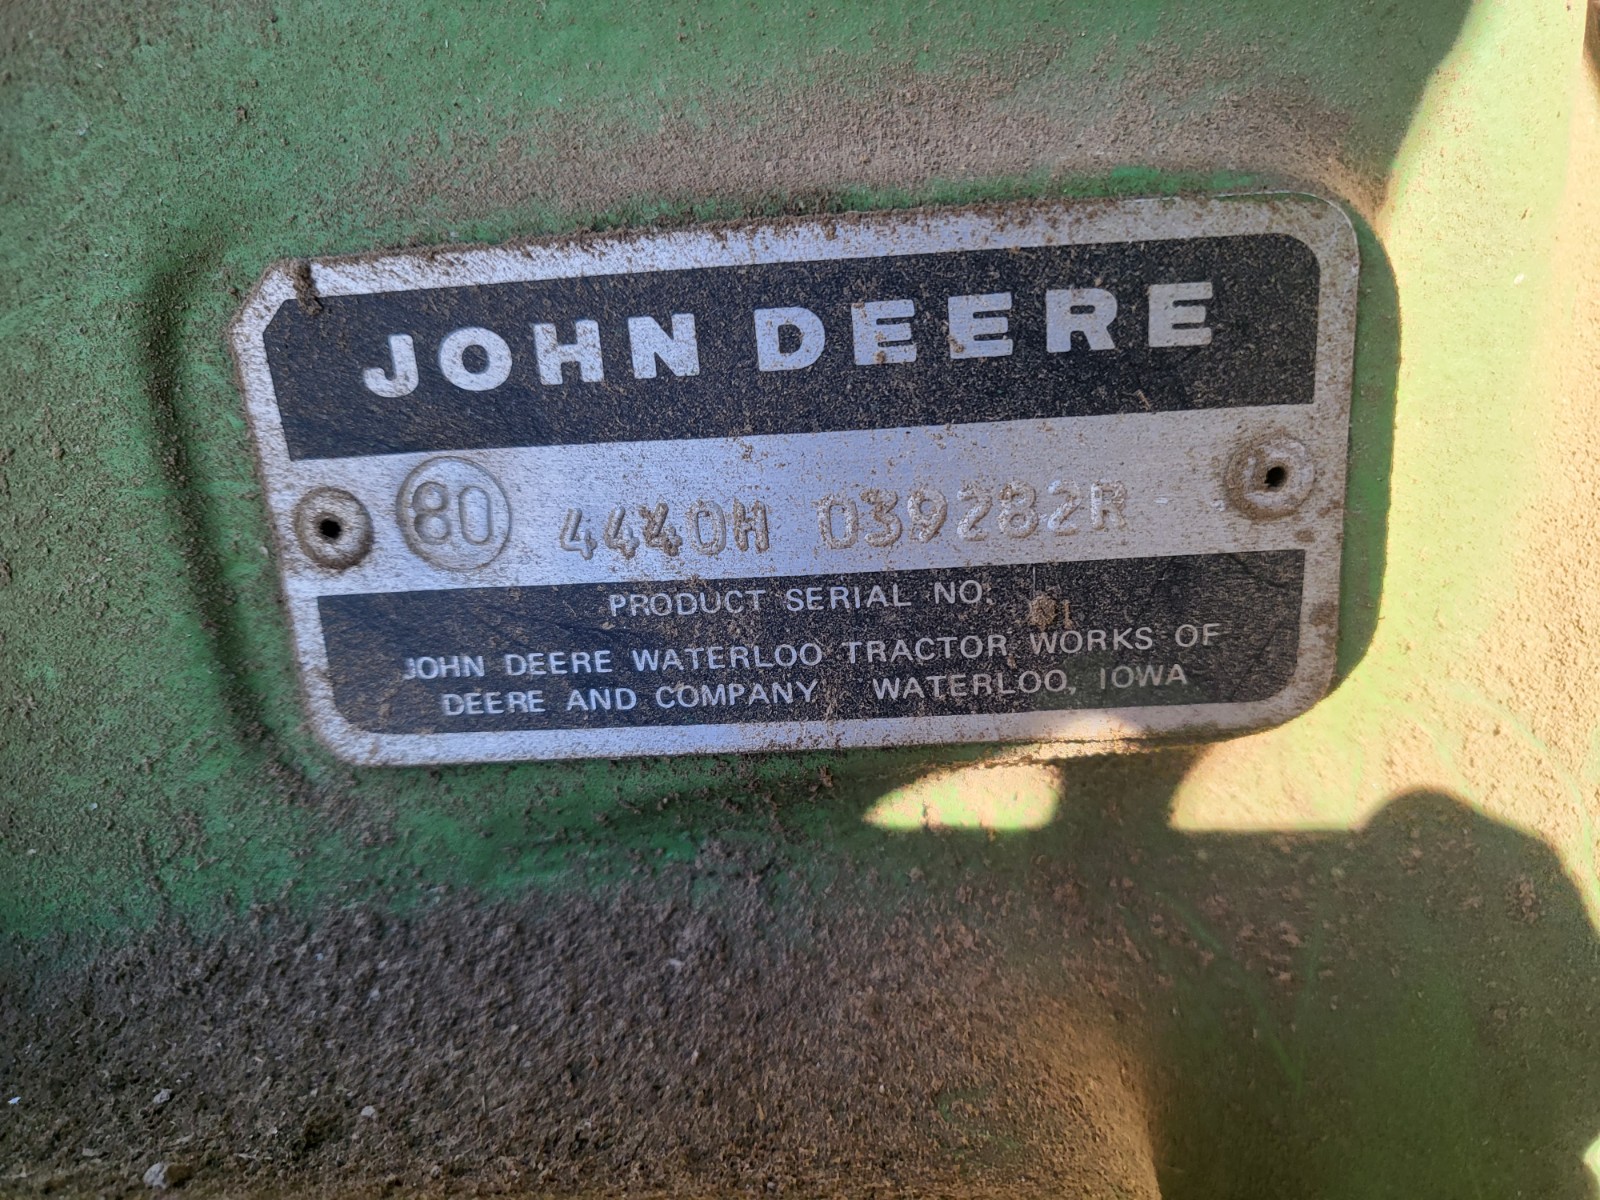 JOHN DEERE
80 4440H 039282R
PRODUCT SERIAL NO.
JOHN DEERE WATERLOO TRACTOR WORKS OF
DEERE AND COMPANY WATERLOO, IOWA